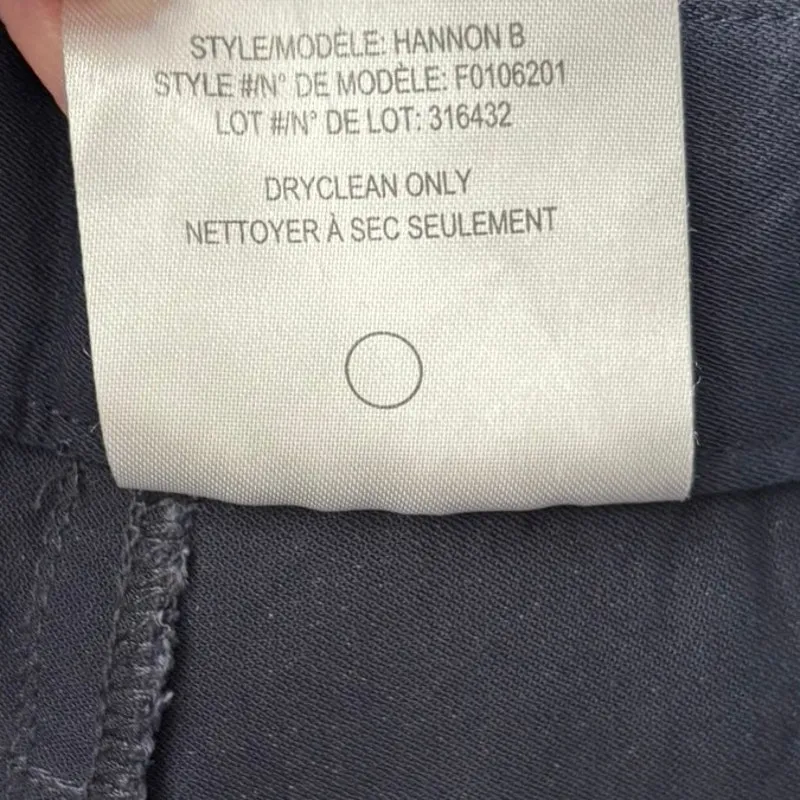 STYLE/MODÈLE: HANNON B
STYLE #/N° DE MODÈLE: F0106201
LOT #/N° DE LOT: 316432
DRYCLEAN ONLY
NETTOYER À SEC SEULEMENT